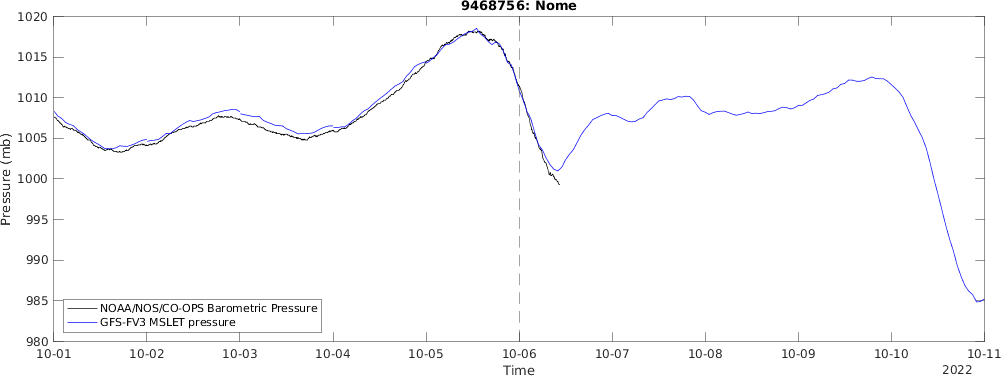 9468756: Nome
1020
1015
1010
1005
1000
995
990
985
980
Pressure (mb)
NOAA/NOS/CO-OPS Barometric Pressure
GFS-FV3 MSLET pressure
10-01 10-02 10-03 10-04 10-05 10-06 10-07 10-08 10-09 10-10 10-11
Time
2022